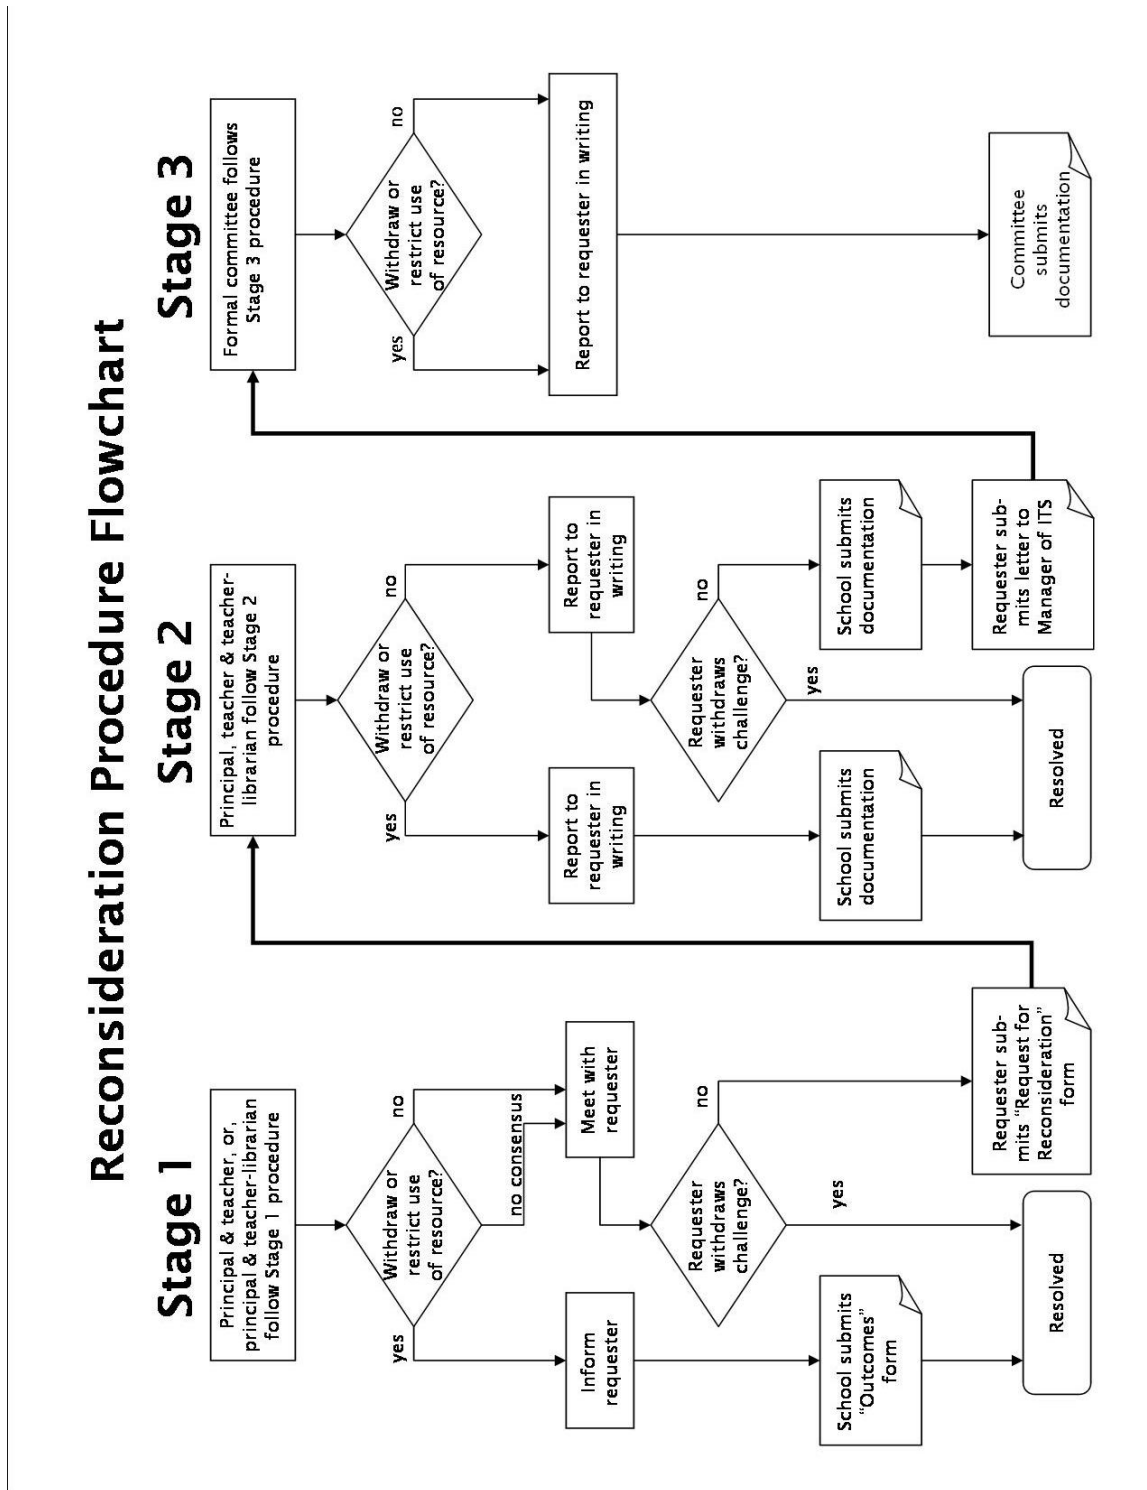 Reconsideration Procedure Flowchart
Stage 1
Principal & teacher, or,
principal & teacher-librarian
follow Stage 1 procedure
Withdraw or
restrict use
of resource?
yes
no
no consensus
Inform
requester
Meet with
requester
Requester
withdraws
challenge?
no
yes
School submits
“Outcomes”
form
Requester sub-
mits “Request for
Reconsideration”
form
Resolved
Stage 2
Principal, teacher & teacher-
librarian follow Stage 2
procedure
Withdraw or
restrict use
of resource?
yes
no
Report to
requester in
writing
Report to
requester in
writing
Requester
withdraws
challenge?
no
yes
School submits
documentation
School submits
documentation
Requester sub-
mits letter to
Manager of ITS
Resolved
Stage 3
Formal committee follows
Stage 3 procedure
Withdraw or
restrict use
of resource?
yes
no
Report to requester in writing
Committee
submits
documentation